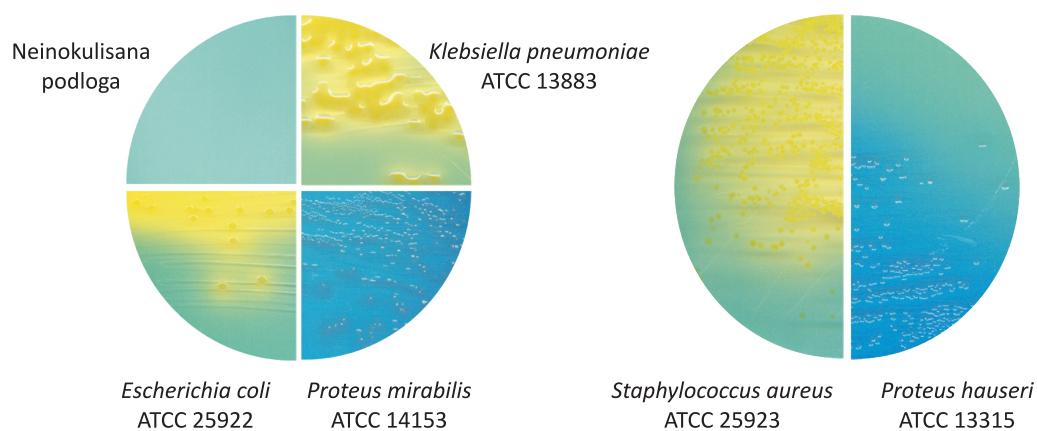 Neinokulisana
podloga
Klebsiella pneumoniae
ATCC 13883
Escherichia coli
ATCC 25922
Proteus mirabilis
ATCC 14153
Staphylococcus aureus
ATCC 25923
Proteus hauseri
ATCC 13315